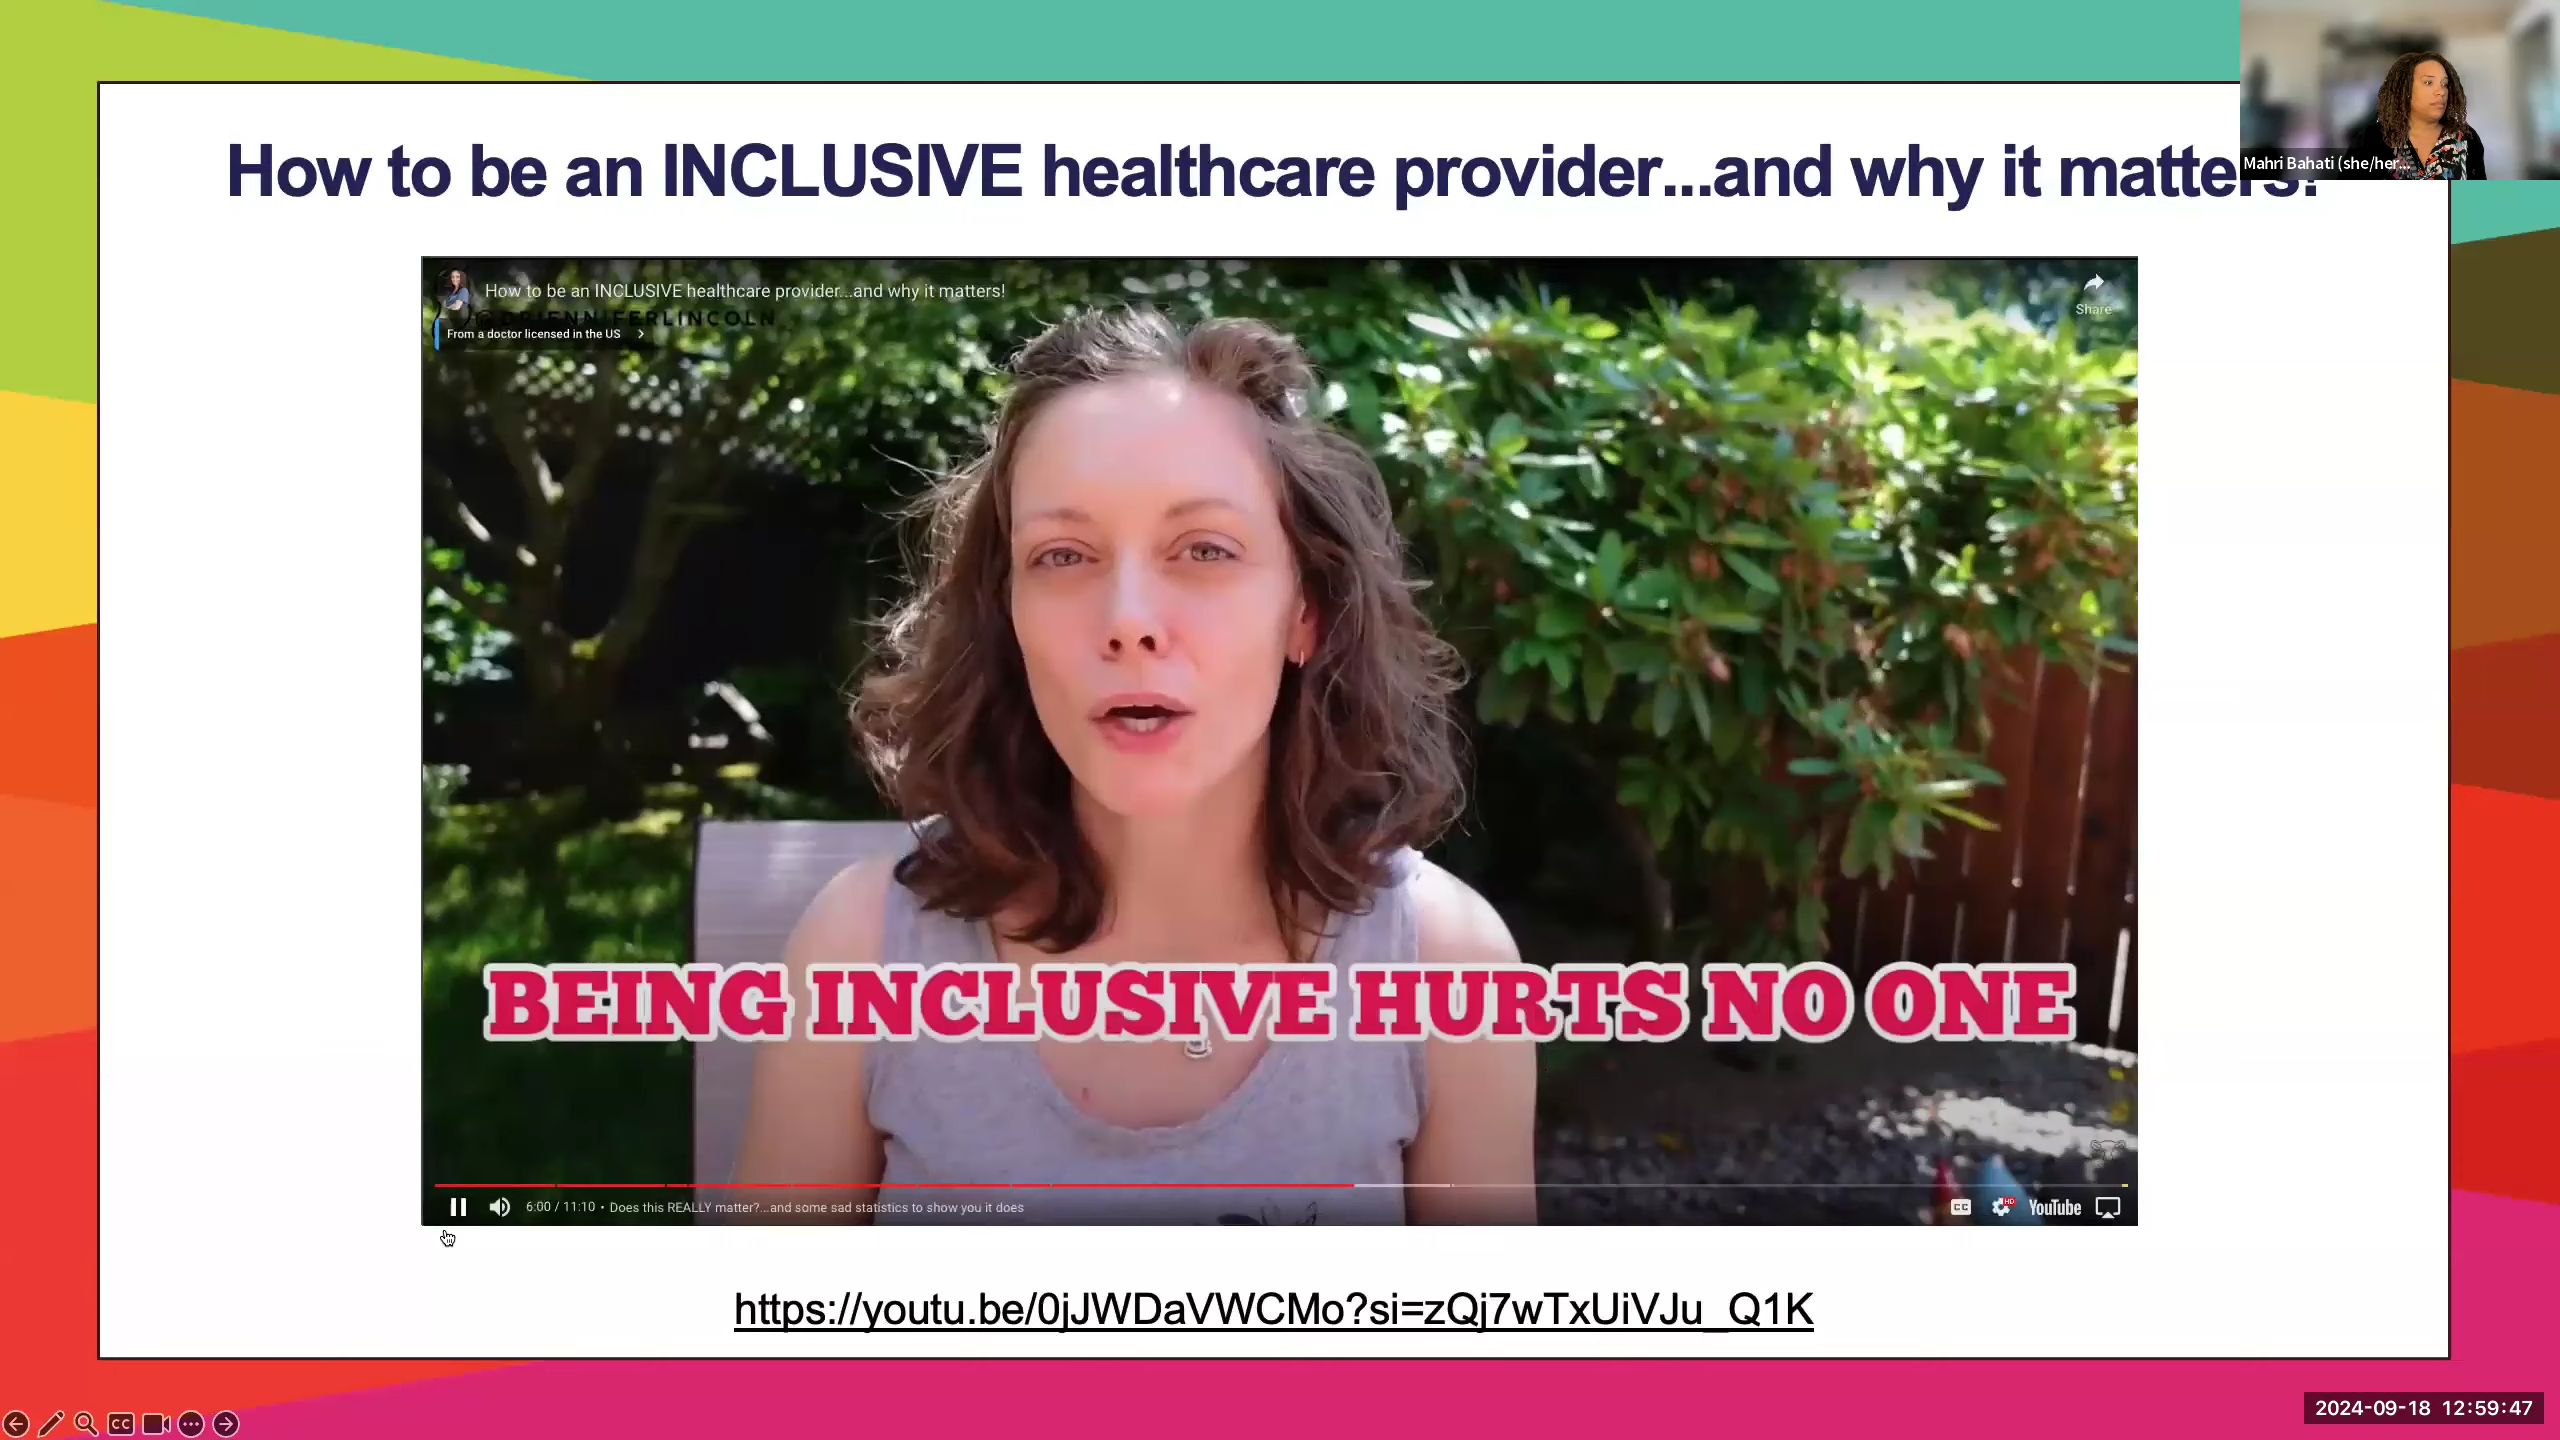 How to be an INCLUSIVE healthcare provider...and why it matters!
Mahri Bahati (she/her...
How to be an INCLUSIVE healthcare provider...and why it matters!
Share
From a doctor licensed in the US
BEING INCLUSIVE HURTS NO ONE
6:00 / 11:10 • Does this REALLY matter?...and some sad statistics to show you it does
CC
HD
YouTube
https://youtu.be/0jJWDaVWCMo?si=zQj7wTxUiVJu_Q1K
CC
2024-09-18 12:59:47